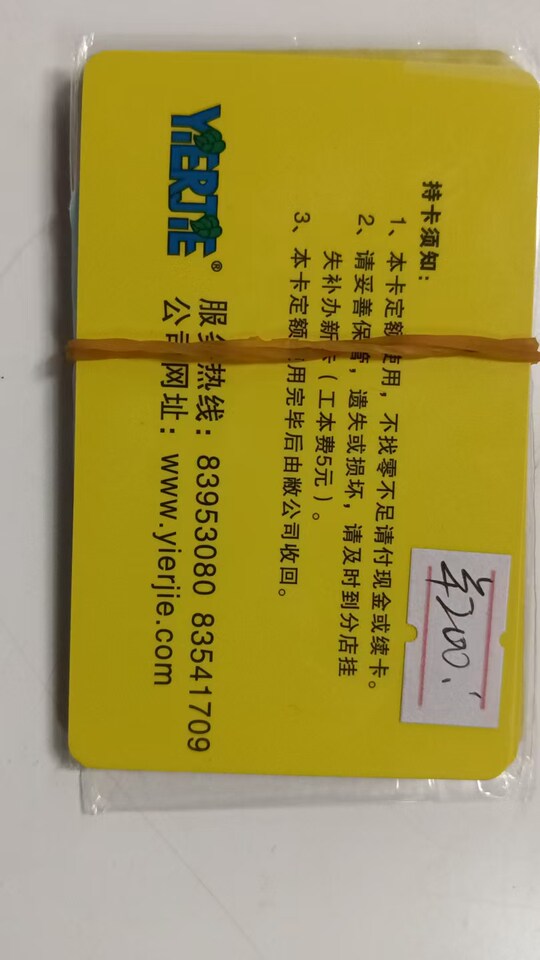 持卡须知：
1、本卡定额使用，不找零不足请付现金或续卡。
2、请妥善保管，遗失或损坏，请及时到分店挂
失补办新卡（工本费5元）。
3、本卡定额使用完毕后由敝公司收回。
YiERJIE®
服务热线：83953080 83541709
公司网址：www.yierjie.com
¥200.